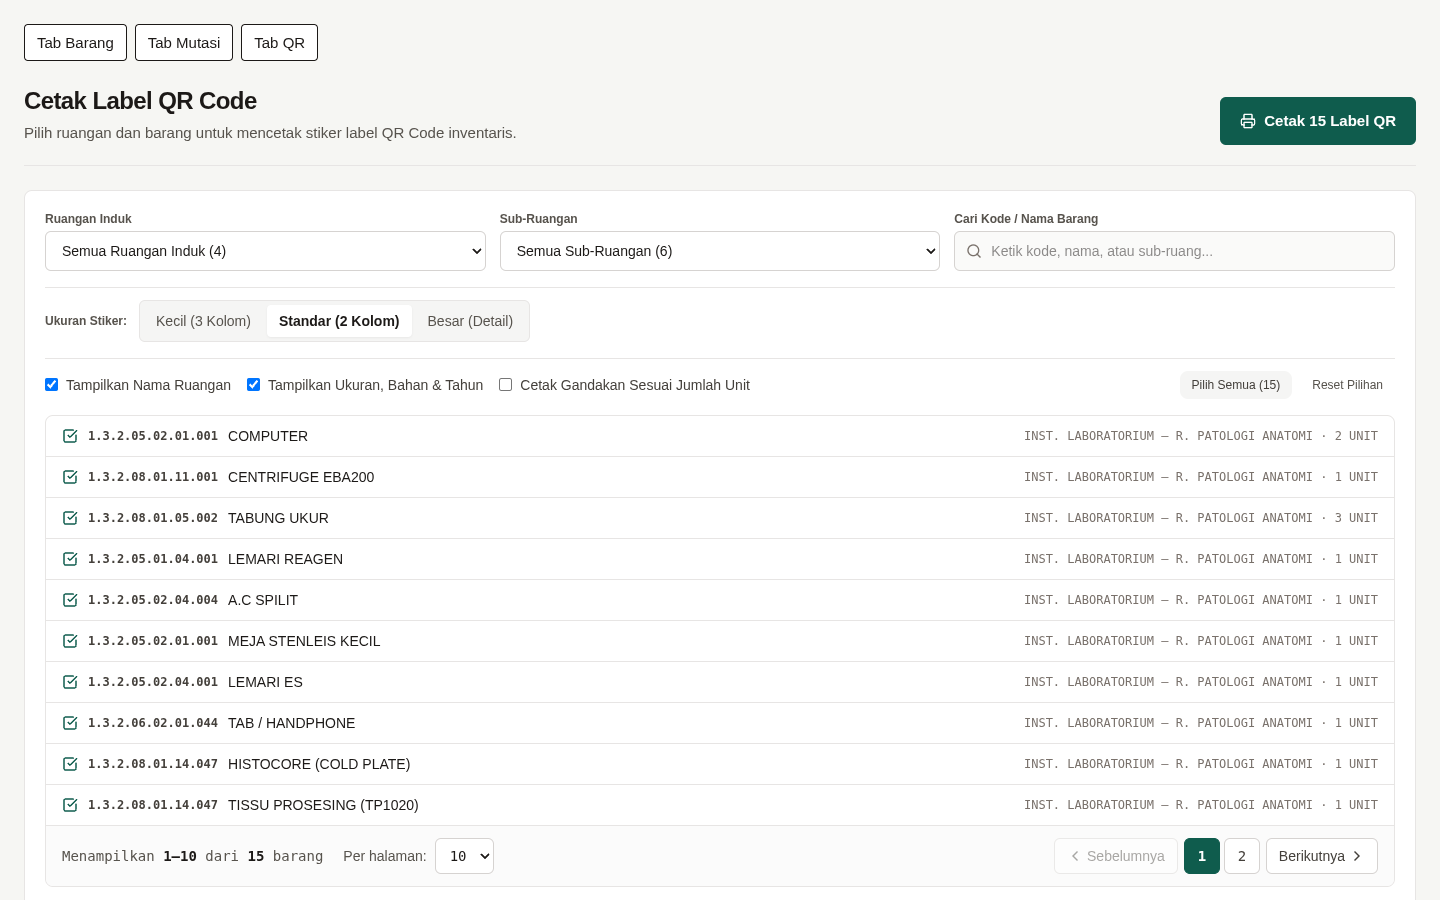 Tab Barang Tab Mutasi Tab QR
Cetak Label QR Code
Pilih ruangan dan barang untuk mencetak stiker label QR Code inventaris.
Cetak 15 Label QR
Ruangan Induk Sub-Ruangan Cari Kode / Nama Barang
Semua Ruangan Induk (4) Semua Sub-Ruangan (6) Ketik kode, nama, atau sub-ruang...
Ukuran Stiker: Kecil (3 Kolom) Standar (2 Kolom) Besar (Detail)
Tampilkan Nama Ruangan Tampilkan Ukuran, Bahan & Tahun Cetak Gandakan Sesuai Jumlah Unit Pilih Semua (15) Reset Pilihan
1.3.2.05.02.01.001 COMPUTER INST. LABORATORIUM — R. PATOLOGI ANATOMI · 2 UNIT
1.3.2.08.01.11.001 CENTRIFUGE EBA200 INST. LABORATORIUM — R. PATOLOGI ANATOMI · 1 UNIT
1.3.2.08.01.05.002 TABUNG UKUR INST. LABORATORIUM — R. PATOLOGI ANATOMI · 3 UNIT
1.3.2.05.01.04.001 LEMARI REAGEN INST. LABORATORIUM — R. PATOLOGI ANATOMI · 1 UNIT
1.3.2.05.02.04.004 A.C SPILIT INST. LABORATORIUM — R. PATOLOGI ANATOMI · 1 UNIT
1.3.2.05.02.01.001 MEJA STENLEIS KECIL INST. LABORATORIUM — R. PATOLOGI ANATOMI · 1 UNIT
1.3.2.05.02.04.001 LEMARI ES INST. LABORATORIUM — R. PATOLOGI ANATOMI · 1 UNIT
1.3.2.06.02.01.044 TAB / HANDPHONE INST. LABORATORIUM — R. PATOLOGI ANATOMI · 1 UNIT
1.3.2.08.01.14.047 HISTOCORE (COLD PLATE) INST. LABORATORIUM — R. PATOLOGI ANATOMI · 1 UNIT
1.3.2.08.01.14.047 TISSU PROSESING (TP1020) INST. LABORATORIUM — R. PATOLOGI ANATOMI · 1 UNIT
Menampilkan 1–10 dari 15 barang Per halaman: 10 Sebelumnya 1 2 Berikutnya